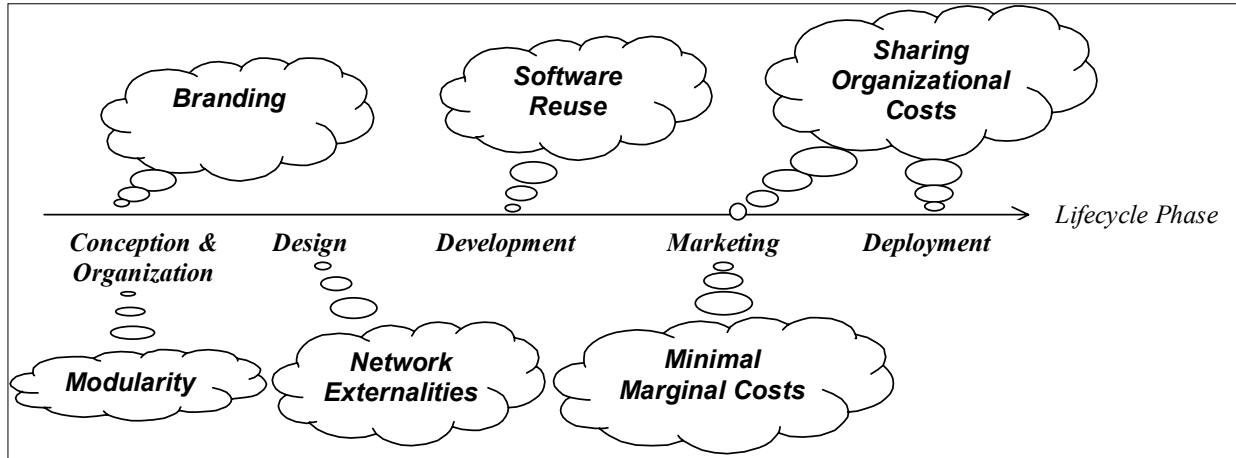 Branding
Software
Reuse
Sharing
Organizational
Costs
Lifecycle Phase
Conception &
Organization
Design
Development
Marketing
Deployment
Modularity
Network
Externalities
Minimal
Marginal Costs